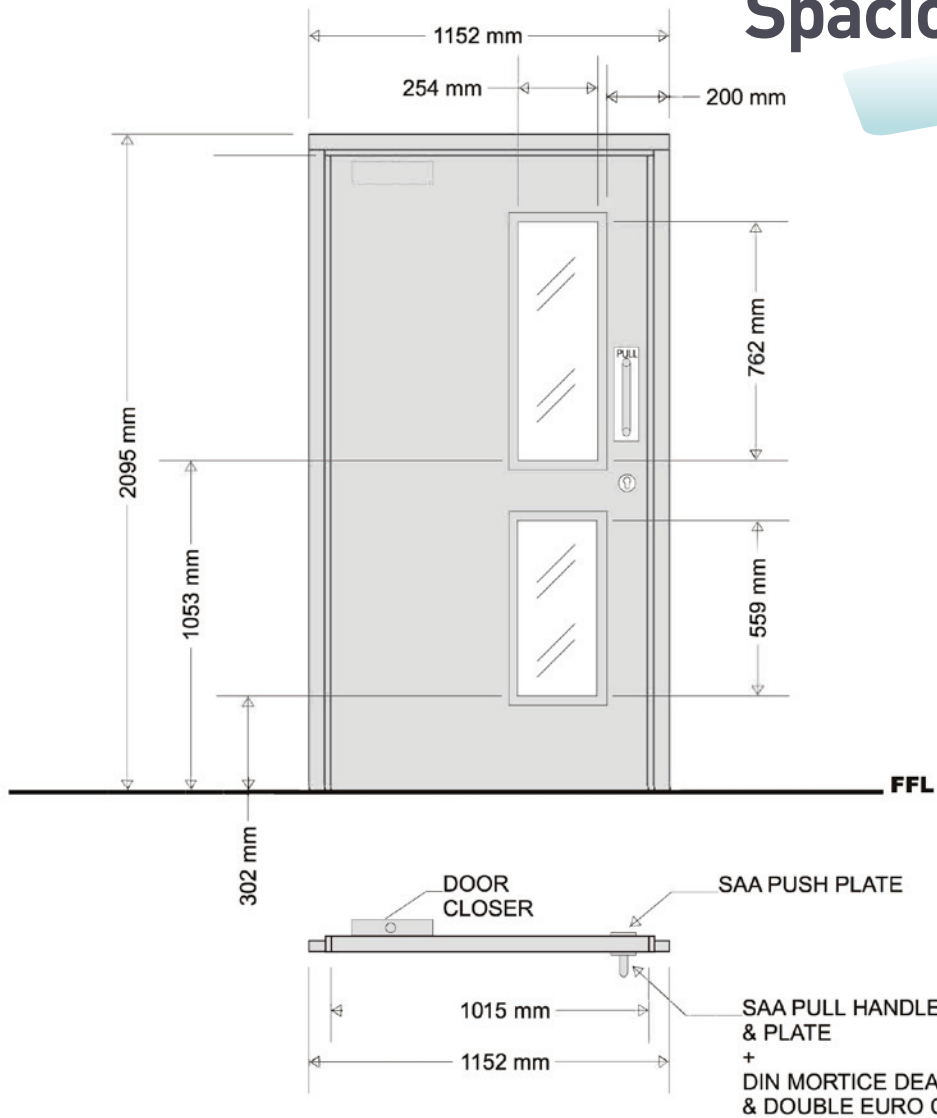 Spacio
1152 mm
254 mm
200 mm
762 mm
PULL
2095 mm
1053 mm
559 mm
FFL
302 mm
DOOR
CLOSER
SAA PUSH PLATE
1015 mm
SAA PULL HANDLE
& PLATE
1152 mm
+
DIN MORTICE DEA
& DOUBLE EURO